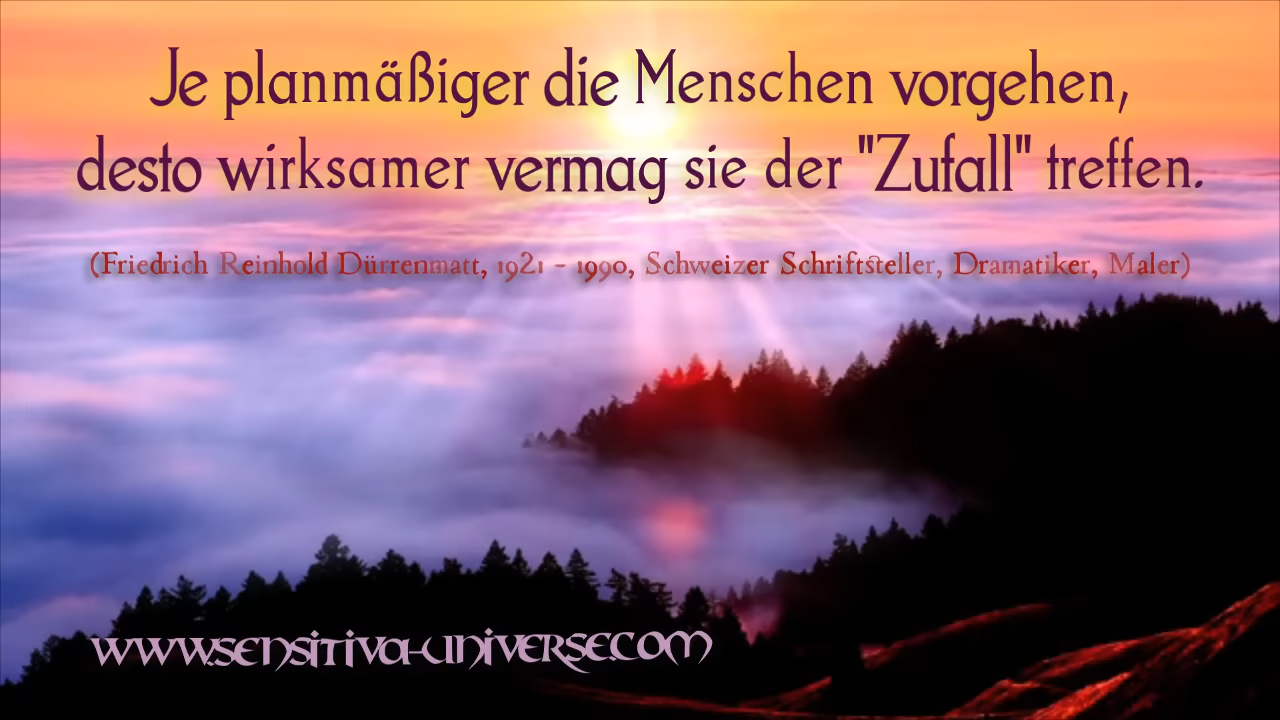 Je planmäßiger die Menschen vorgehen,
desto wirksamer vermag sie der "Zufall" treffen.
(Friedrich Reinhold Dürrenmatt, 1921 - 1990, Schweizer Schriftsteller, Dramatiker, Maler)
www.sensitiva-universe.com